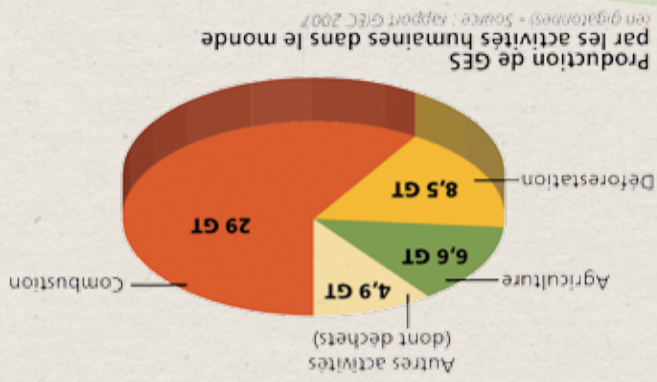 Production de GES
par les activités humaines dans le monde
(en gigatonnes) - Source : rapport GIEC 2007
Déforestation
8,5 GT
29 GT
6,6 GT
Agriculture
4,9 GT
Combustion
Autres activités
(dont déchets)